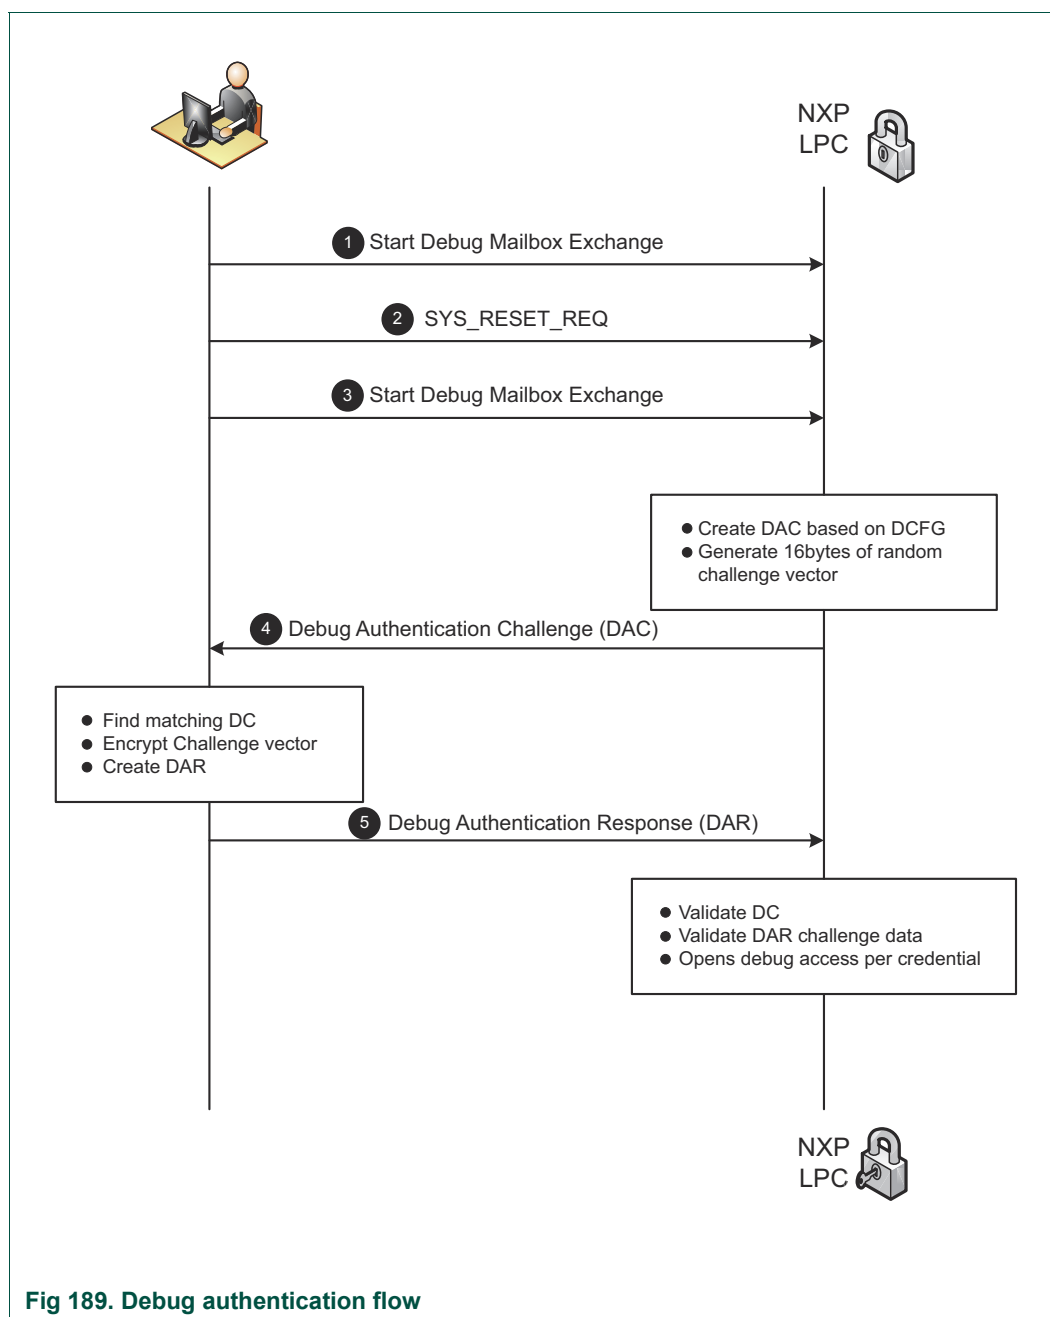 NXP
LPC
1 Start Debug Mailbox Exchange
2 SYS_RESET_REQ
3 Start Debug Mailbox Exchange
● Create DAC based on DCFG
● Generate 16bytes of random
challenge vector
4 Debug Authentication Challenge (DAC)
● Find matching DC
● Encrypt Challenge vector
● Create DAR
5 Debug Authentication Response (DAR)
● Validate DC
● Validate DAR challenge data
● Opens debug access per credential
NXP
LPC
Fig 189. Debug authentication flow